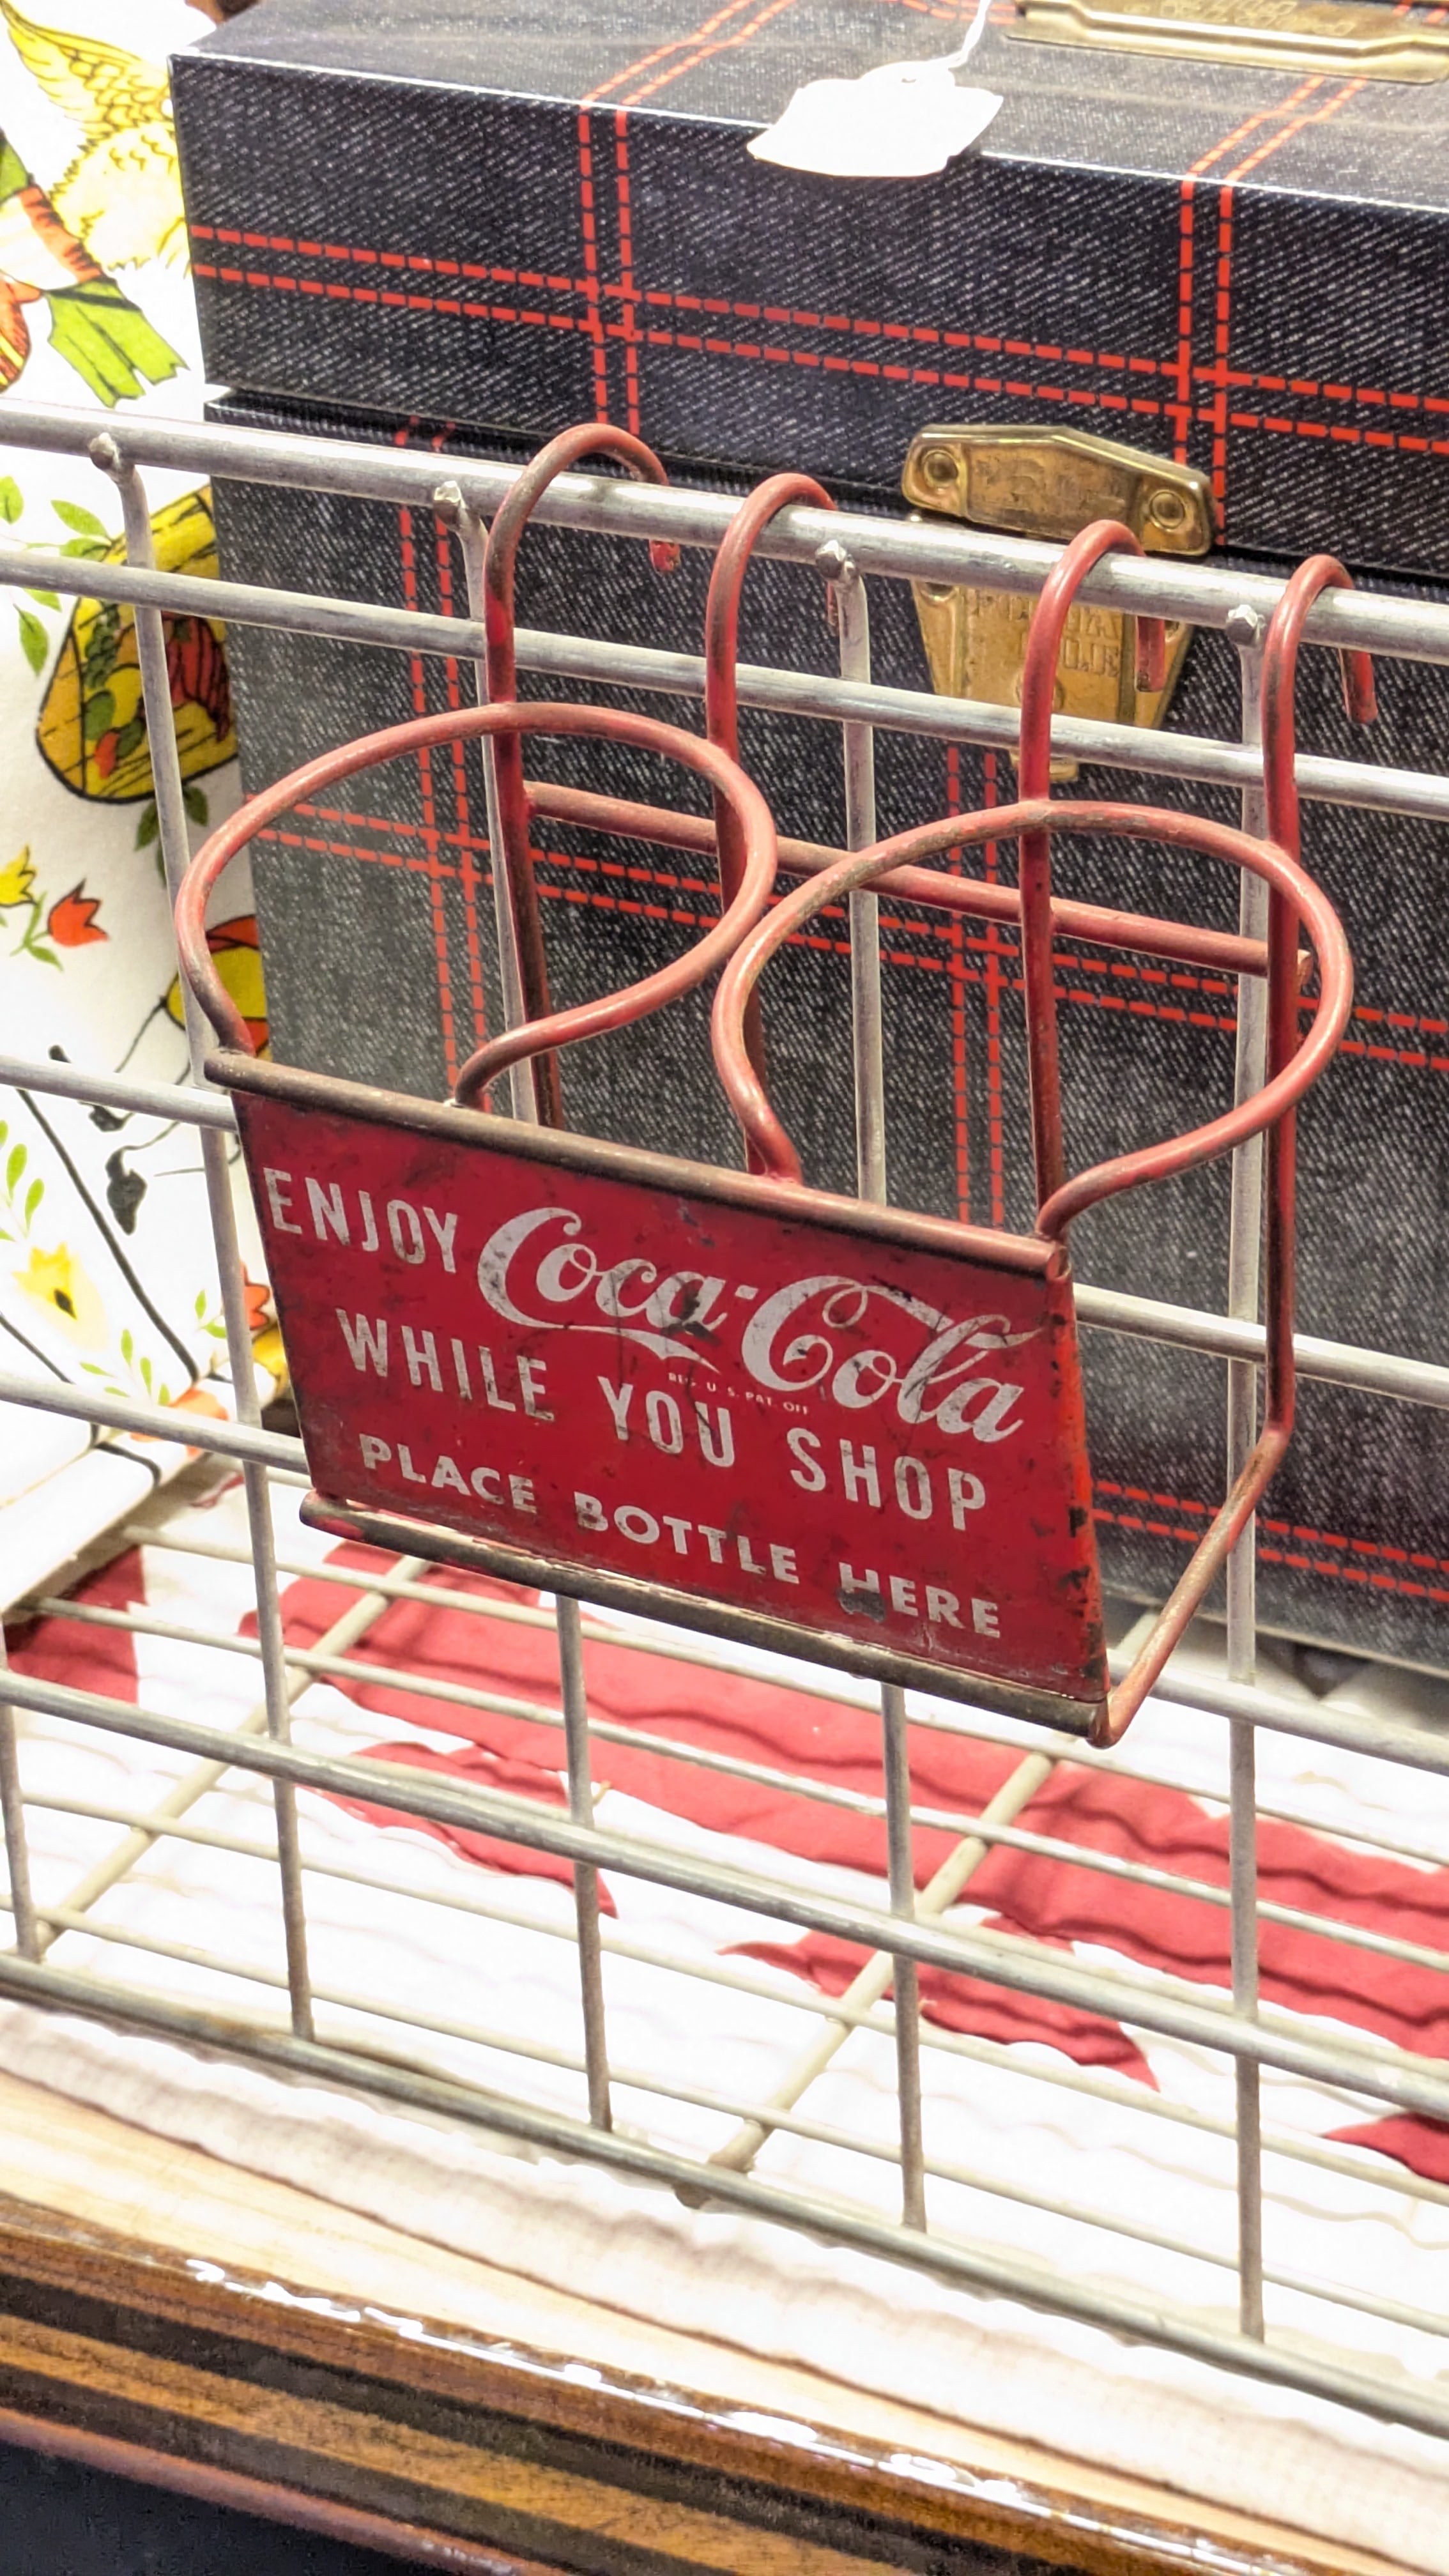 ENJOY Coca-Cola
REG. U.S. PAT. OFF
WHILE YOU SHOP
PLACE BOTTLE HERE